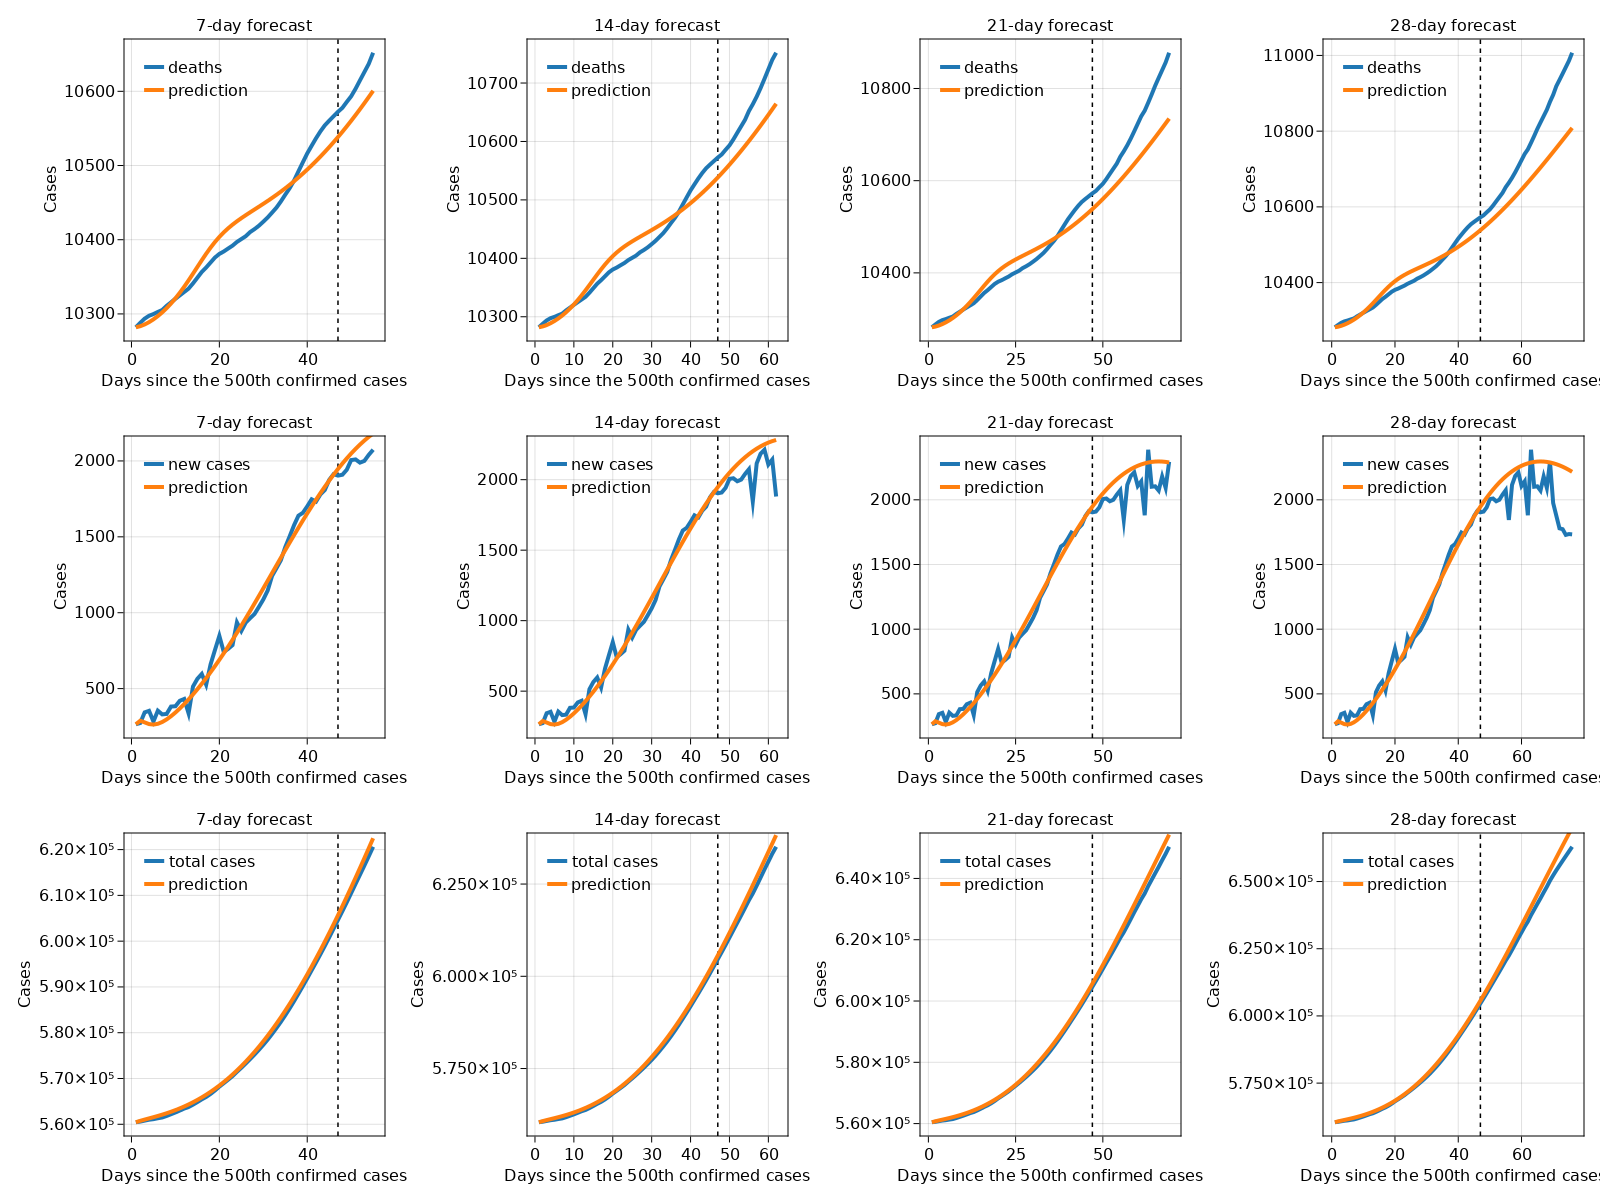 7-day forecast
deaths
prediction
10600
10500
10400
10300
Cases
0 20 40
Days since the 500th confirmed cases
14-day forecast
deaths
prediction
10700
10600
10500
10400
10300
Cases
0 10 20 30 40 50 60
Days since the 500th confirmed cases
21-day forecast
deaths
prediction
10800
10600
10400
Cases
0 25 50
Days since the 500th confirmed cases
28-day forecast
deaths
prediction
11000
10800
10600
10400
Cases
0 20 40 60
Days since the 500th confirmed cases
7-day forecast
new cases
prediction
2000
1500
1000
500
Cases
0 20 40
Days since the 500th confirmed cases
14-day forecast
new cases
prediction
2000
1500
1000
500
Cases
0 10 20 30 40 50 60
Days since the 500th confirmed cases
21-day forecast
new cases
prediction
2000
1500
1000
500
Cases
0 25 50
Days since the 500th confirmed cases
28-day forecast
new cases
prediction
2000
1500
1000
500
Cases
0 20 40 60
Days since the 500th confirmed cases
7-day forecast
total cases
prediction
6.20×10⁵
6.10×10⁵
6.00×10⁵
5.90×10⁵
5.80×10⁵
5.70×10⁵
5.60×10⁵
Cases
0 20 40
Days since the 500th confirmed cases
14-day forecast
total cases
prediction
6.250×10⁵
6.000×10⁵
5.750×10⁵
Cases
0 10 20 30 40 50 60
Days since the 500th confirmed cases
21-day forecast
total cases
prediction
6.40×10⁵
6.20×10⁵
6.00×10⁵
5.80×10⁵
5.60×10⁵
Cases
0 25 50
Days since the 500th confirmed cases
28-day forecast
total cases
prediction
6.500×10⁵
6.250×10⁵
6.000×10⁵
5.750×10⁵
Cases
0 20 40 60
Days since the 500th confirmed cases